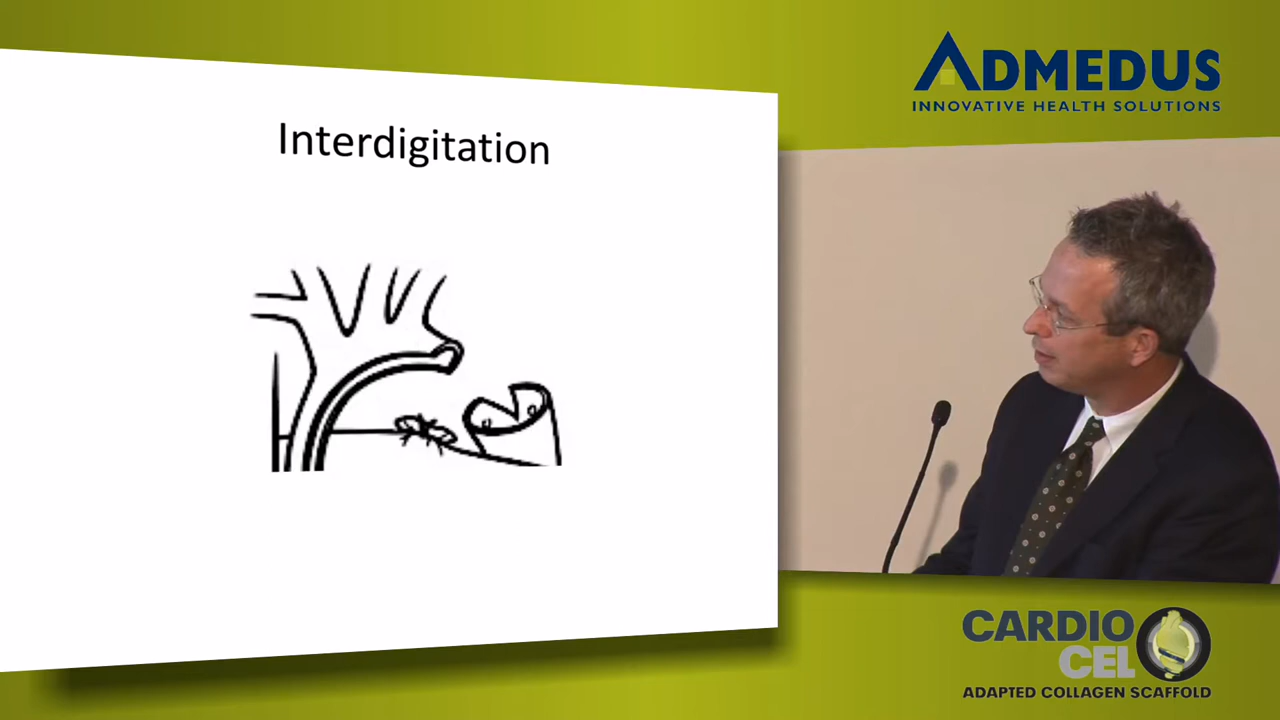 Interdigitation
ADMEDUS
INNOVATIVE HEALTH SOLUTIONS
CARDIO
CEL
ADAPTED COLLAGEN SCAFFOLD